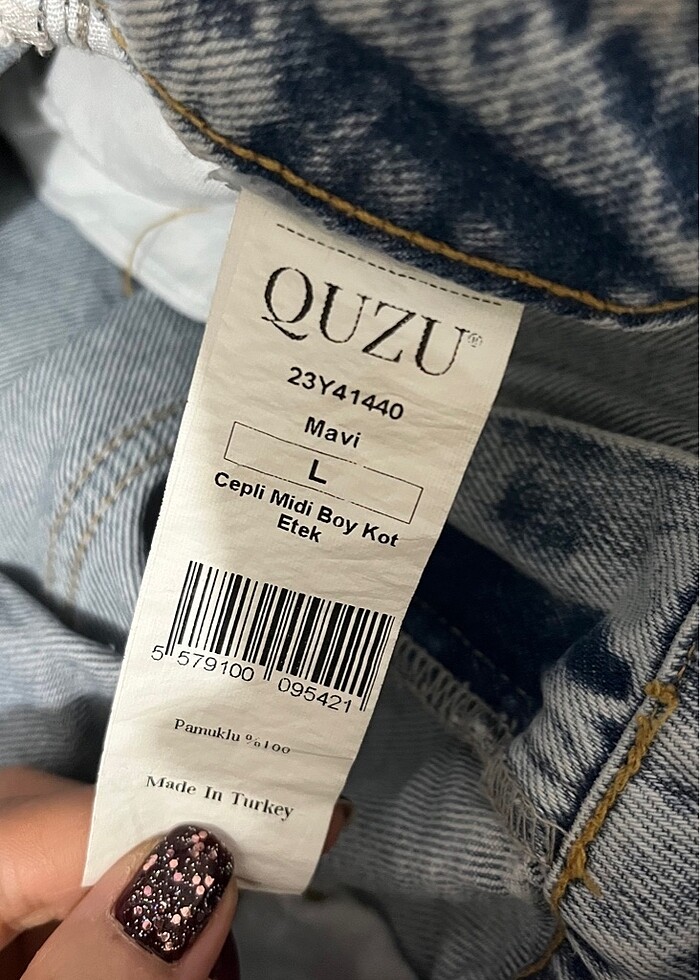 QUZU®
23Y41440
Mavi
L
Cepli Midi Boy Kot
Etek
5 579100 095421
Pamuklu %100
Made In Turkey